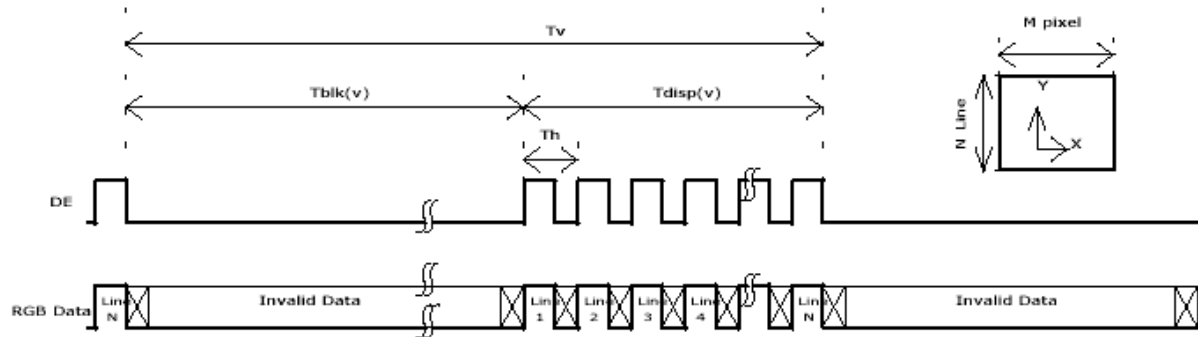 Tv
M pixel
Tblk(v)
Tdisp(v)
N Line
Y
X
Th
DE
RGB Data
Line
N
Invalid Data
Line
1
Line
2
Line
3
Line
4
Line
N
Invalid Data